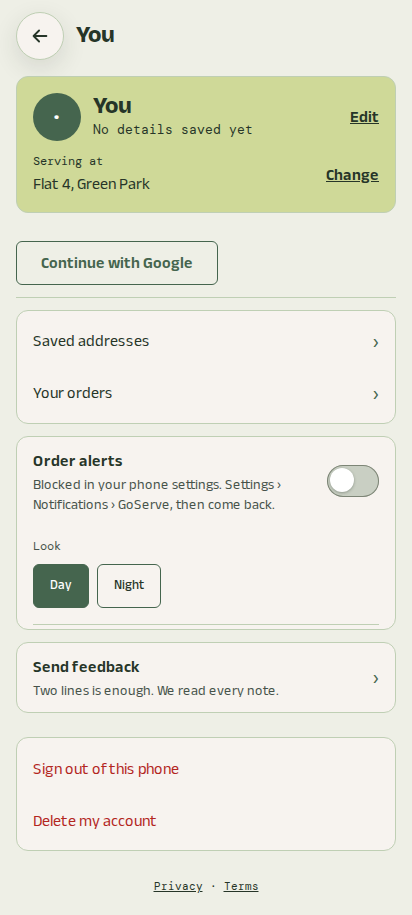 You
You
No details saved yet
Edit
Serving at
Flat 4, Green Park
Change
Continue with Google
Saved addresses
Your orders
Order alerts
Blocked in your phone settings. Settings ›
Notifications › GoServe, then come back.
Look
Day
Night
Send feedback
Two lines is enough. We read every note.
Sign out of this phone
Delete my account
Privacy · Terms